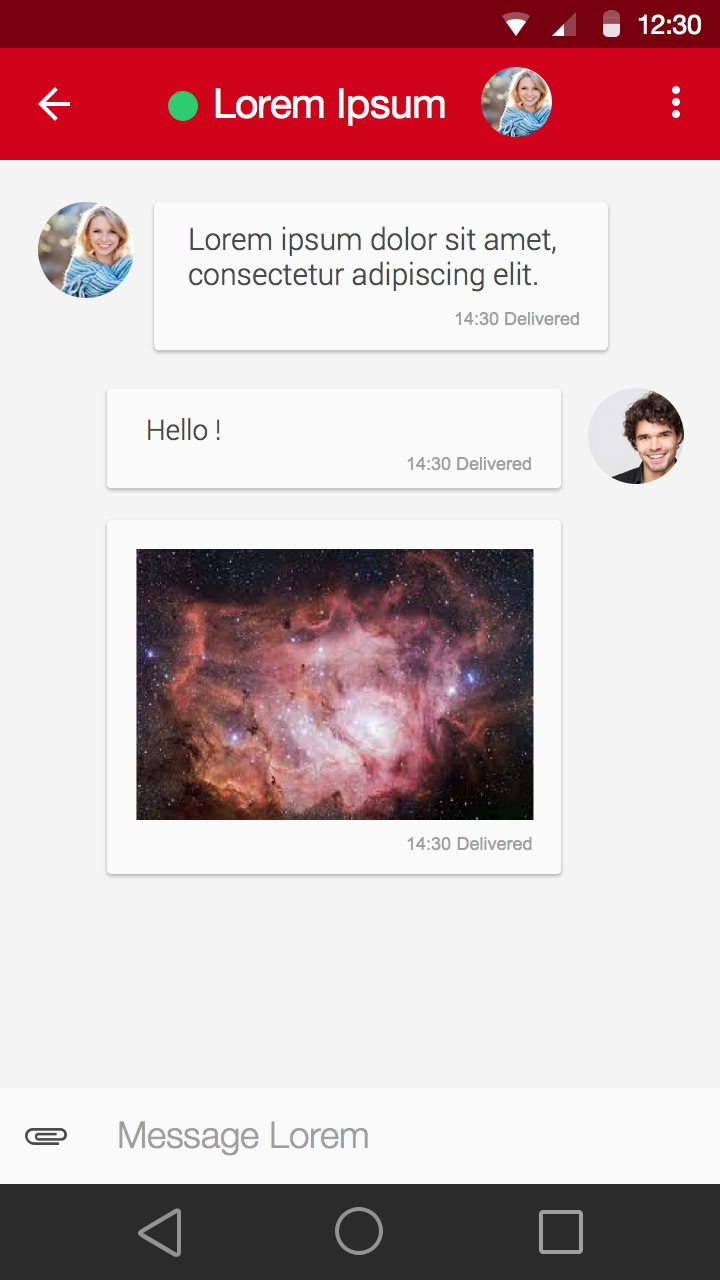 12:30
Lorem Ipsum
Lorem ipsum dolor sit amet,
consectetur adipiscing elit.
14:30 Delivered
Hello !
14:30 Delivered
14:30 Delivered
Message Lorem